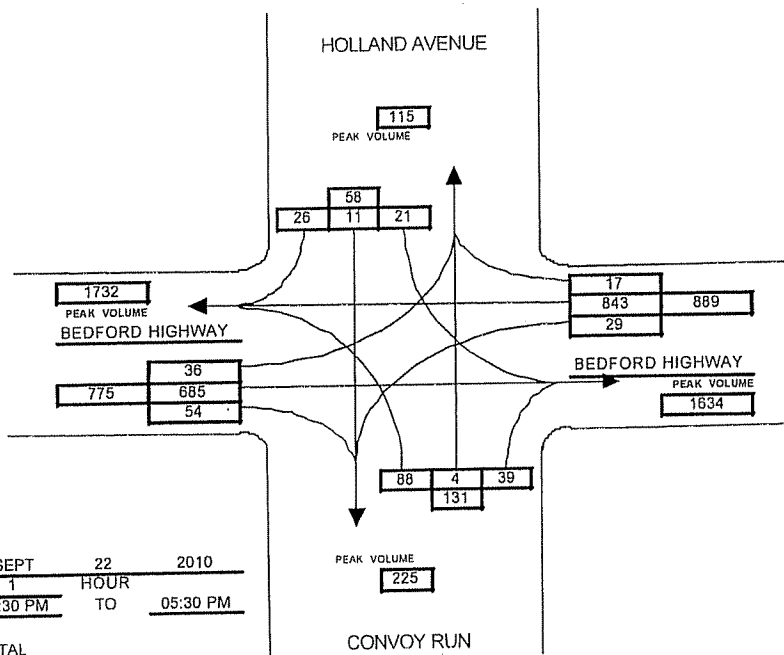 HOLLAND AVENUE
115
PEAK VOLUME
58
26 11 21
1732
PEAK VOLUME
BEDFORD HIGHWAY
17
843 889
29
36
775 685
54
BEDFORD HIGHWAY
PEAK VOLUME
1634
88 4 39
131
PEAK VOLUME
225
SEPT 22 2010
1 HOUR
:30 PM TO 05:30 PM
TAL
CONVOY RUN